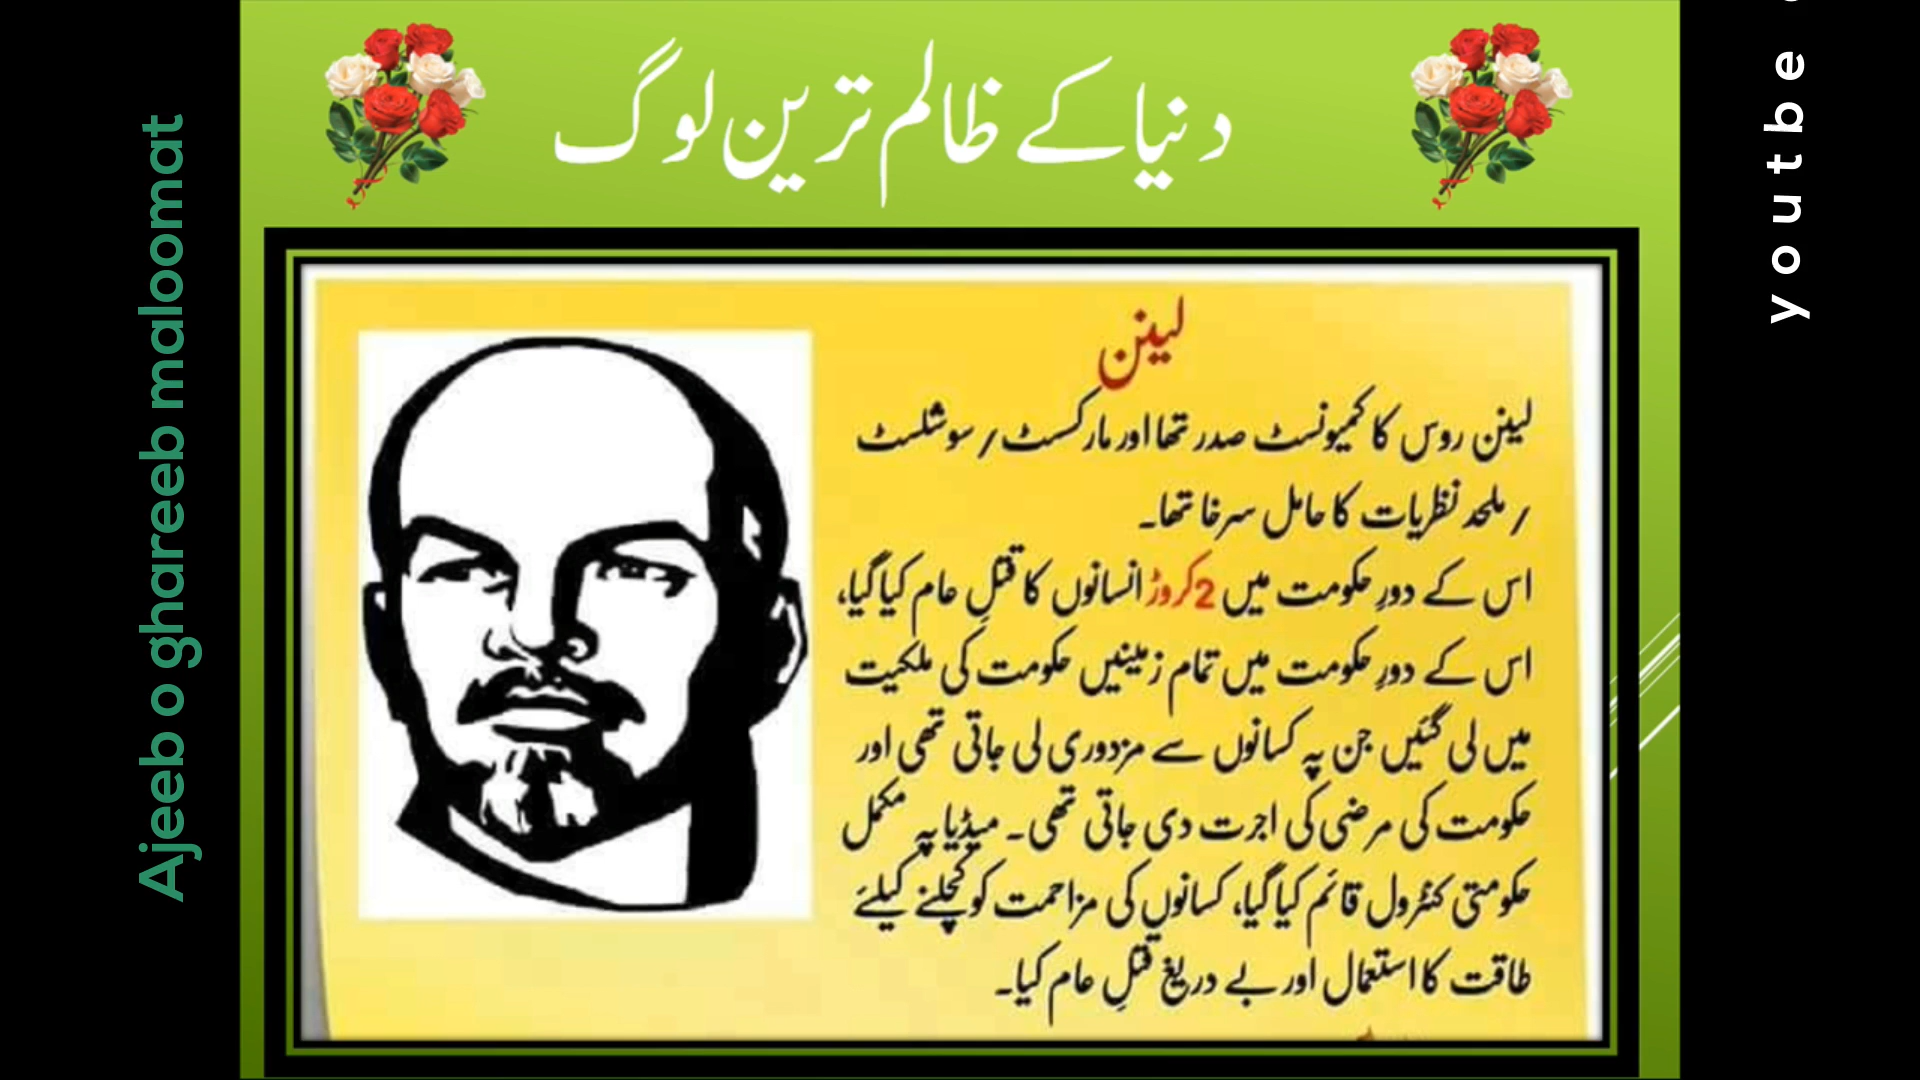 دنیا کے ظالم ترین لوگ
Ajeeb o ghareeb maloomat
youtbe
لینن
لینن روس کا کمیونسٹ صدر تھا اور مارکسٹ / سوشلسٹ
/ ملحد نظریات کا حامل سرخا تھا۔
اس کے دورِ حکومت میں 2 کروڑ انسانوں کا قتلِ عام کیا گیا،
اس کے دورِ حکومت میں تمام زمینیں حکومت کی ملکیت
میں لی گئیں جن پہ کسانوں سے مزدوری لی جاتی تھی اور
حکومت کی مرضی کی اجرت دی جاتی تھی۔ میڈیا پہ مکمل
حکومتی کنٹرول قائم کیا گیا، کسانوں کی مزاحمت کو کچلنے کیلئے
طاقت کا استعمال اور بے دریغ قتلِ عام کیا۔